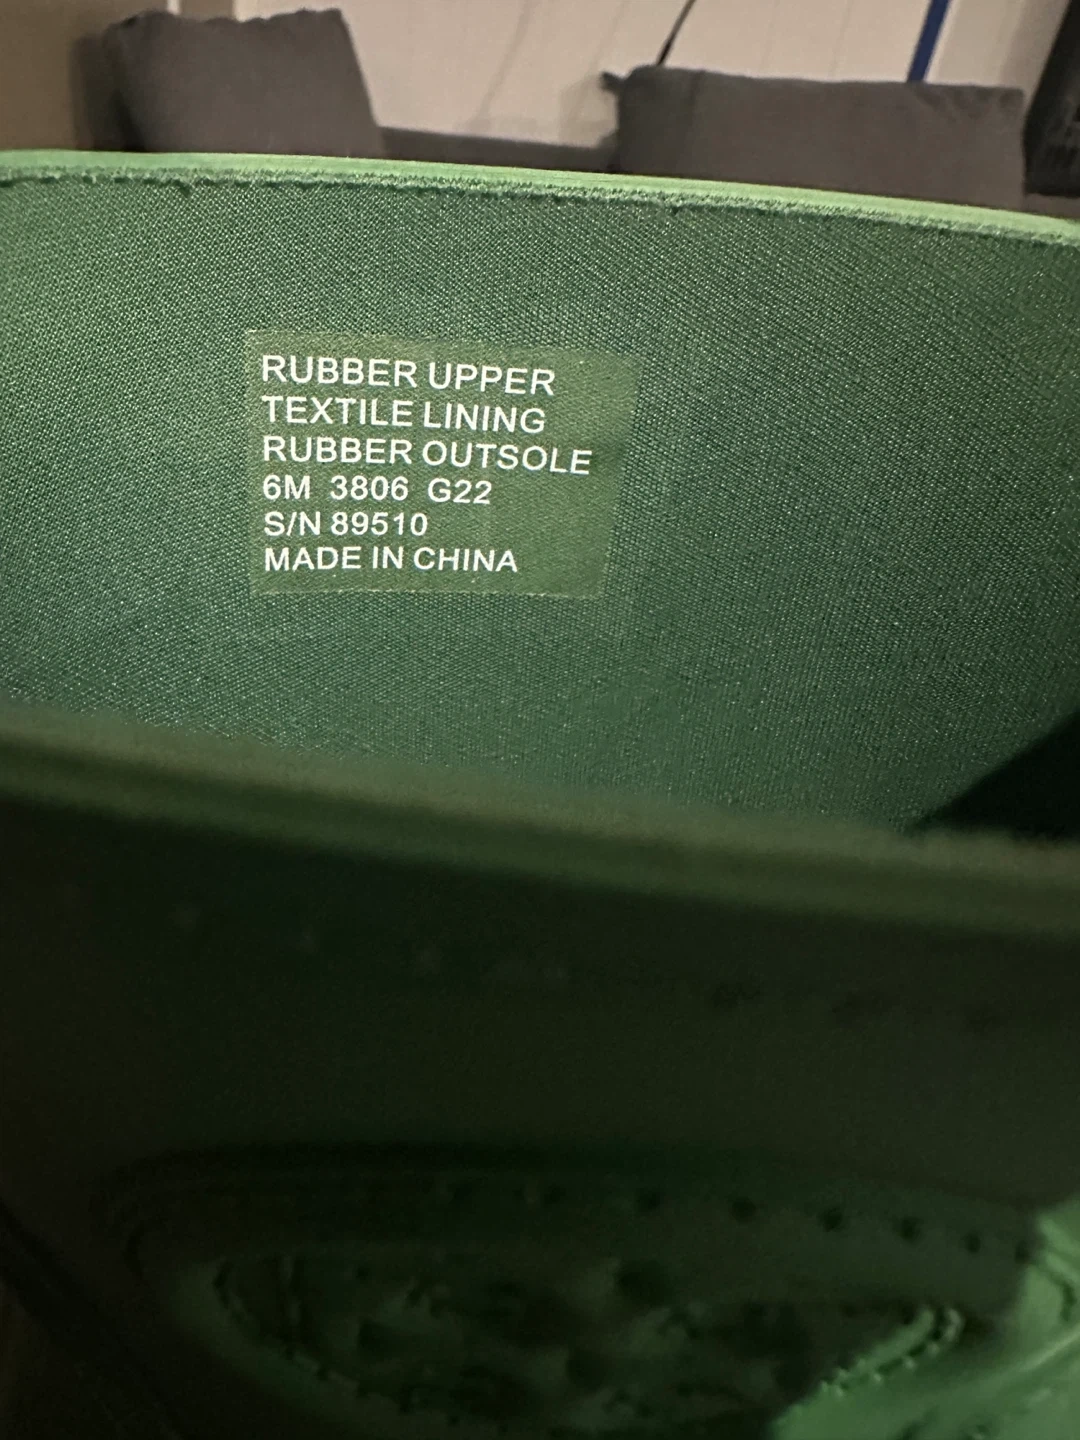 RUBBER UPPER
TEXTILE LINING
RUBBER OUTSOLE
6M 3806 G22
S/N 89510
MADE IN CHINA